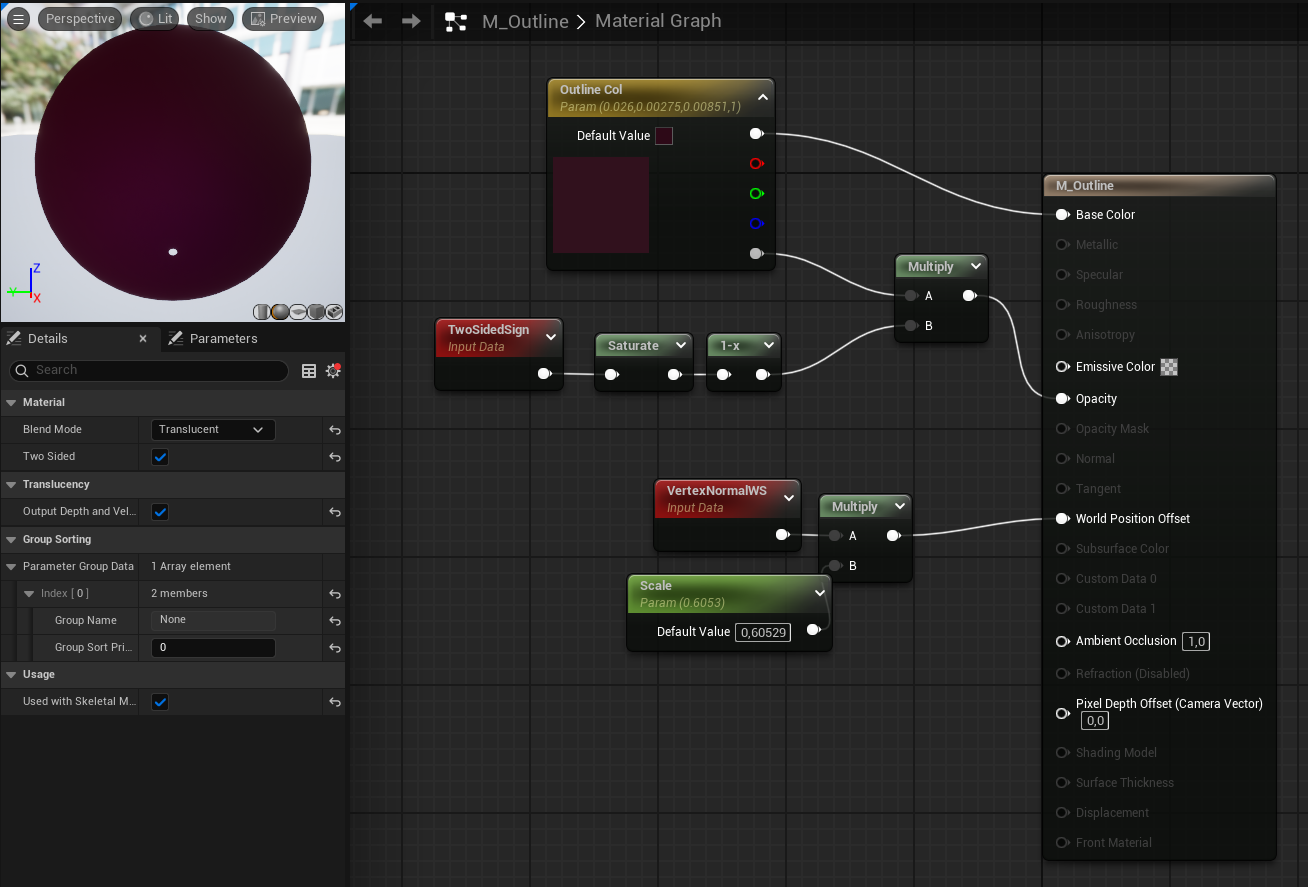 Perspective
Lit
Show
Preview
M_Outline > Material Graph
Z
Y
X
Details
Parameters
Search
Material
Blend Mode
Translucent
Two Sided
Translucency
Output Depth and Vel...
Group Sorting
Parameter Group Data
1 Array element
Index [ 0 ]
2 members
Group Name
None
Group Sort Pri...
0
Usage
Used with Skeletal M...
Outline Col
Param (0.026,0.00275,0.00851,1)
Default Value
TwoSidedSign
Input Data
Saturate
1-x
Multiply
A
B
VertexNormalWS
Input Data
Multiply
A
B
Scale
Param (0.6053)
Default Value 0,60529
M_Outline
Base Color
Metallic
Specular
Roughness
Anisotropy
Emissive Color
Opacity
Opacity Mask
Normal
Tangent
World Position Offset
Subsurface Color
Custom Data 0
Custom Data 1
Ambient Occlusion 1,0
Refraction (Disabled)
Pixel Depth Offset (Camera Vector)
0,0
Shading Model
Surface Thickness
Displacement
Front Material